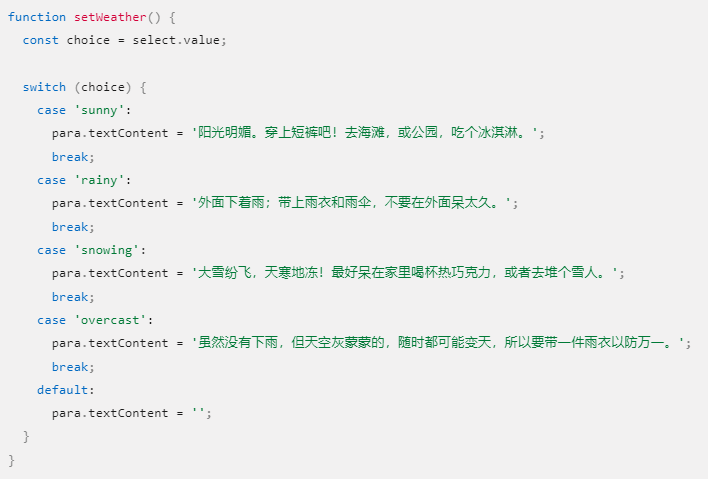 function setWeather() {
  const choice = select.value;

  switch (choice) {
    case 'sunny':
      para.textContent = '阳光明媚。穿上短裤吧！去海滩，或公园，吃个冰淇淋。';
      break;
    case 'rainy':
      para.textContent = '外面下着雨；带上雨衣和雨伞，不要在外面呆太久。';
      break;
    case 'snowing':
      para.textContent = '大雪纷飞，天寒地冻！最好呆在家里喝杯热巧克力，或者去堆个雪人。';
      break;
    case 'overcast':
      para.textContent = '虽然没有下雨，但天空灰蒙蒙的，随时都可能变天，所以要带一件雨衣以防万一。';
      break;
    default:
      para.textContent = '';
  }
}